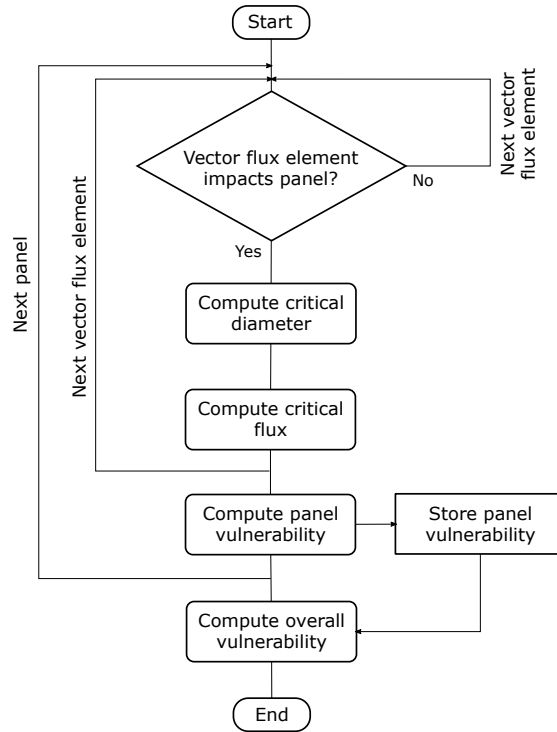 Start
Next vector
flux element
Vector flux element
impacts panel?
No
Yes
Next panel
Next vector flux element
Compute critical
diameter
Compute critical
flux
Compute panel
vulnerability
Store panel
vulnerability
Compute overall
vulnerability
End